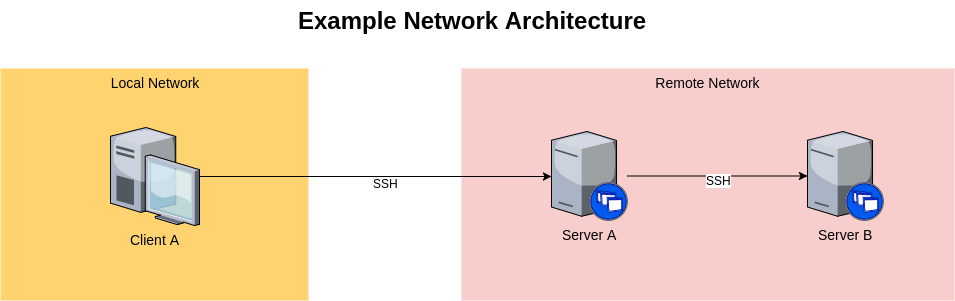 Example Network Architecture
Local Network
Remote Network
SSH
SSH
Client A
Server A
Server B